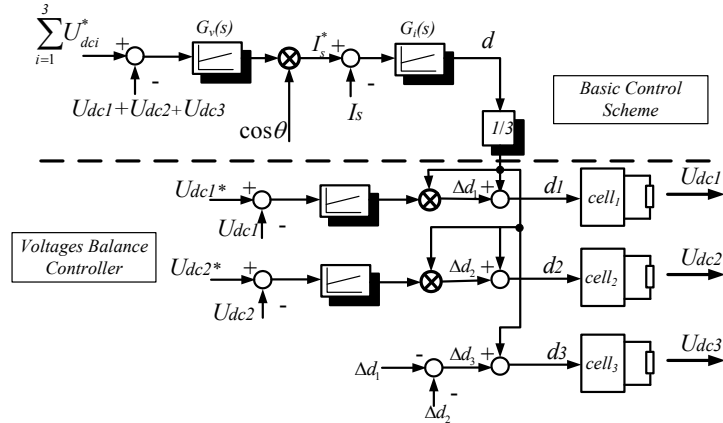 3
∑ U*dci
i=1
+
-
Udc1+Udc2+Udc3
Gv(s)
cosθ
I*s
+
-
Is
Gi(s)
d
1/3
Basic Control
Scheme
Udc1*
+
Udc1
-
Δd1
+
d1
cell1
Udc1
Voltages Balance
Controller
Udc2*
+
Udc2
-
Δd2
+
d2
cell2
Udc2
Δd1
-
Δd2
-
Δd3
+
d3
cell3
Udc3